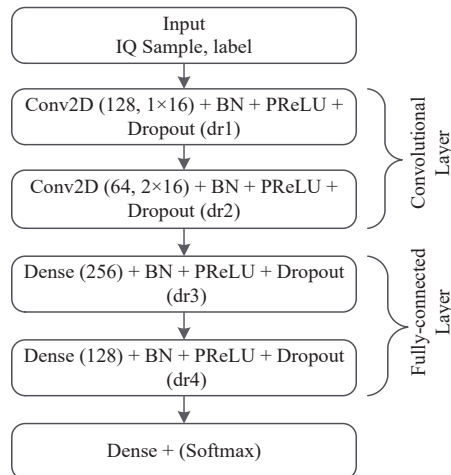 Input
IQ Sample, label
Conv2D (128, 1×16) + BN + PReLU +
Dropout (dr1)
Conv2D (64, 2×16) + BN + PReLU +
Dropout (dr2)
Convolutional
Layer
Dense (256) + BN + PReLU + Dropout
(dr3)
Dense (128) + BN + PReLU + Dropout
(dr4)
Fully-connected
Layer
Dense + (Softmax)